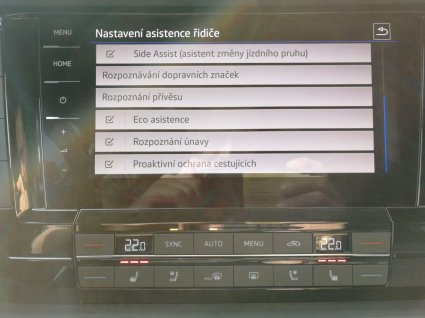 MENU
Nastavení asistence řidiče
Side Assist (asistent změny jízdního pruhu)
HOME
Rozpoznávání dopravních značek
Rozpoznání přívěsu
Eco asistence
+
Rozpoznání únavy
-
Proaktivní ochrana cestujících
22.0 SYNC AUTO MENU 22.0